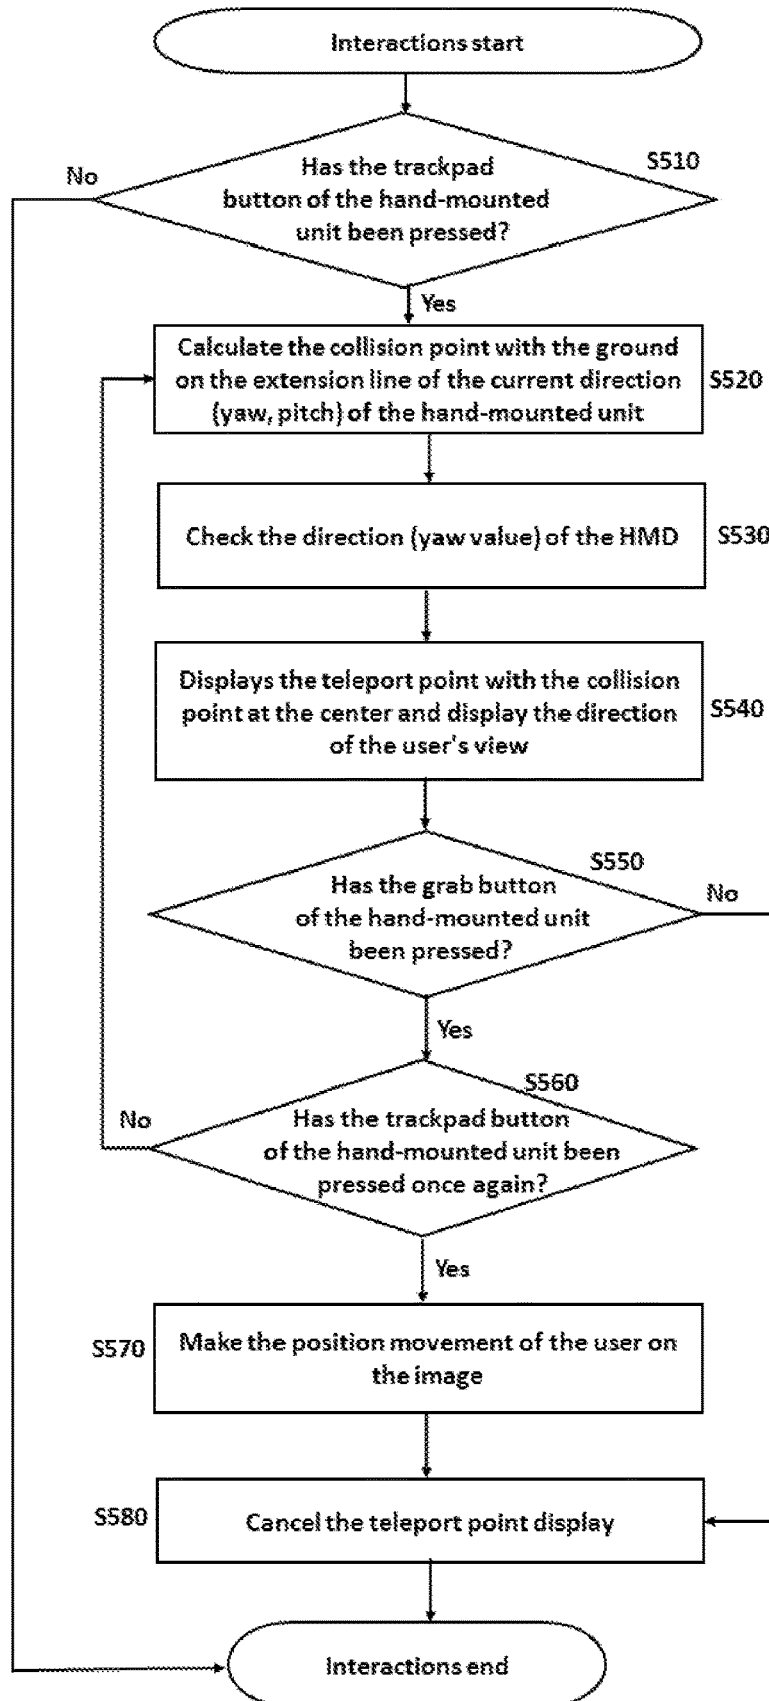 Interactions start
Has the trackpad
button of the hand-mounted
unit been pressed?
S510
No
Yes
Calculate the collision point with the ground
on the extension line of the current direction
(yaw, pitch) of the hand-mounted unit
S520
Check the direction (yaw value) of the HMD
S530
Displays the teleport point with the collision
point at the center and display the direction
of the user's view
S540
Has the grab button
of the hand-mounted unit
been pressed?
S550
No
Yes
Has the trackpad button
of the hand-mounted unit been
pressed once again?
S560
No
Yes
S570
Make the position movement of the user on
the image
S580
Cancel the teleport point display
Interactions end